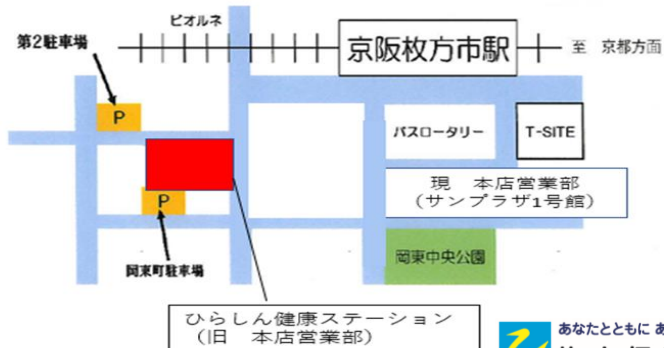 ビオルネ
第2駐車場
京阪枚方市駅
至　京都方面
P
バスロータリー
T-SITE
現　本店営業部
（サンプラザ1号館）
P
岡東町駐車場
岡東中央公園
ひらしん健康ステーション
（旧　本店営業部）
あなたとともに あ